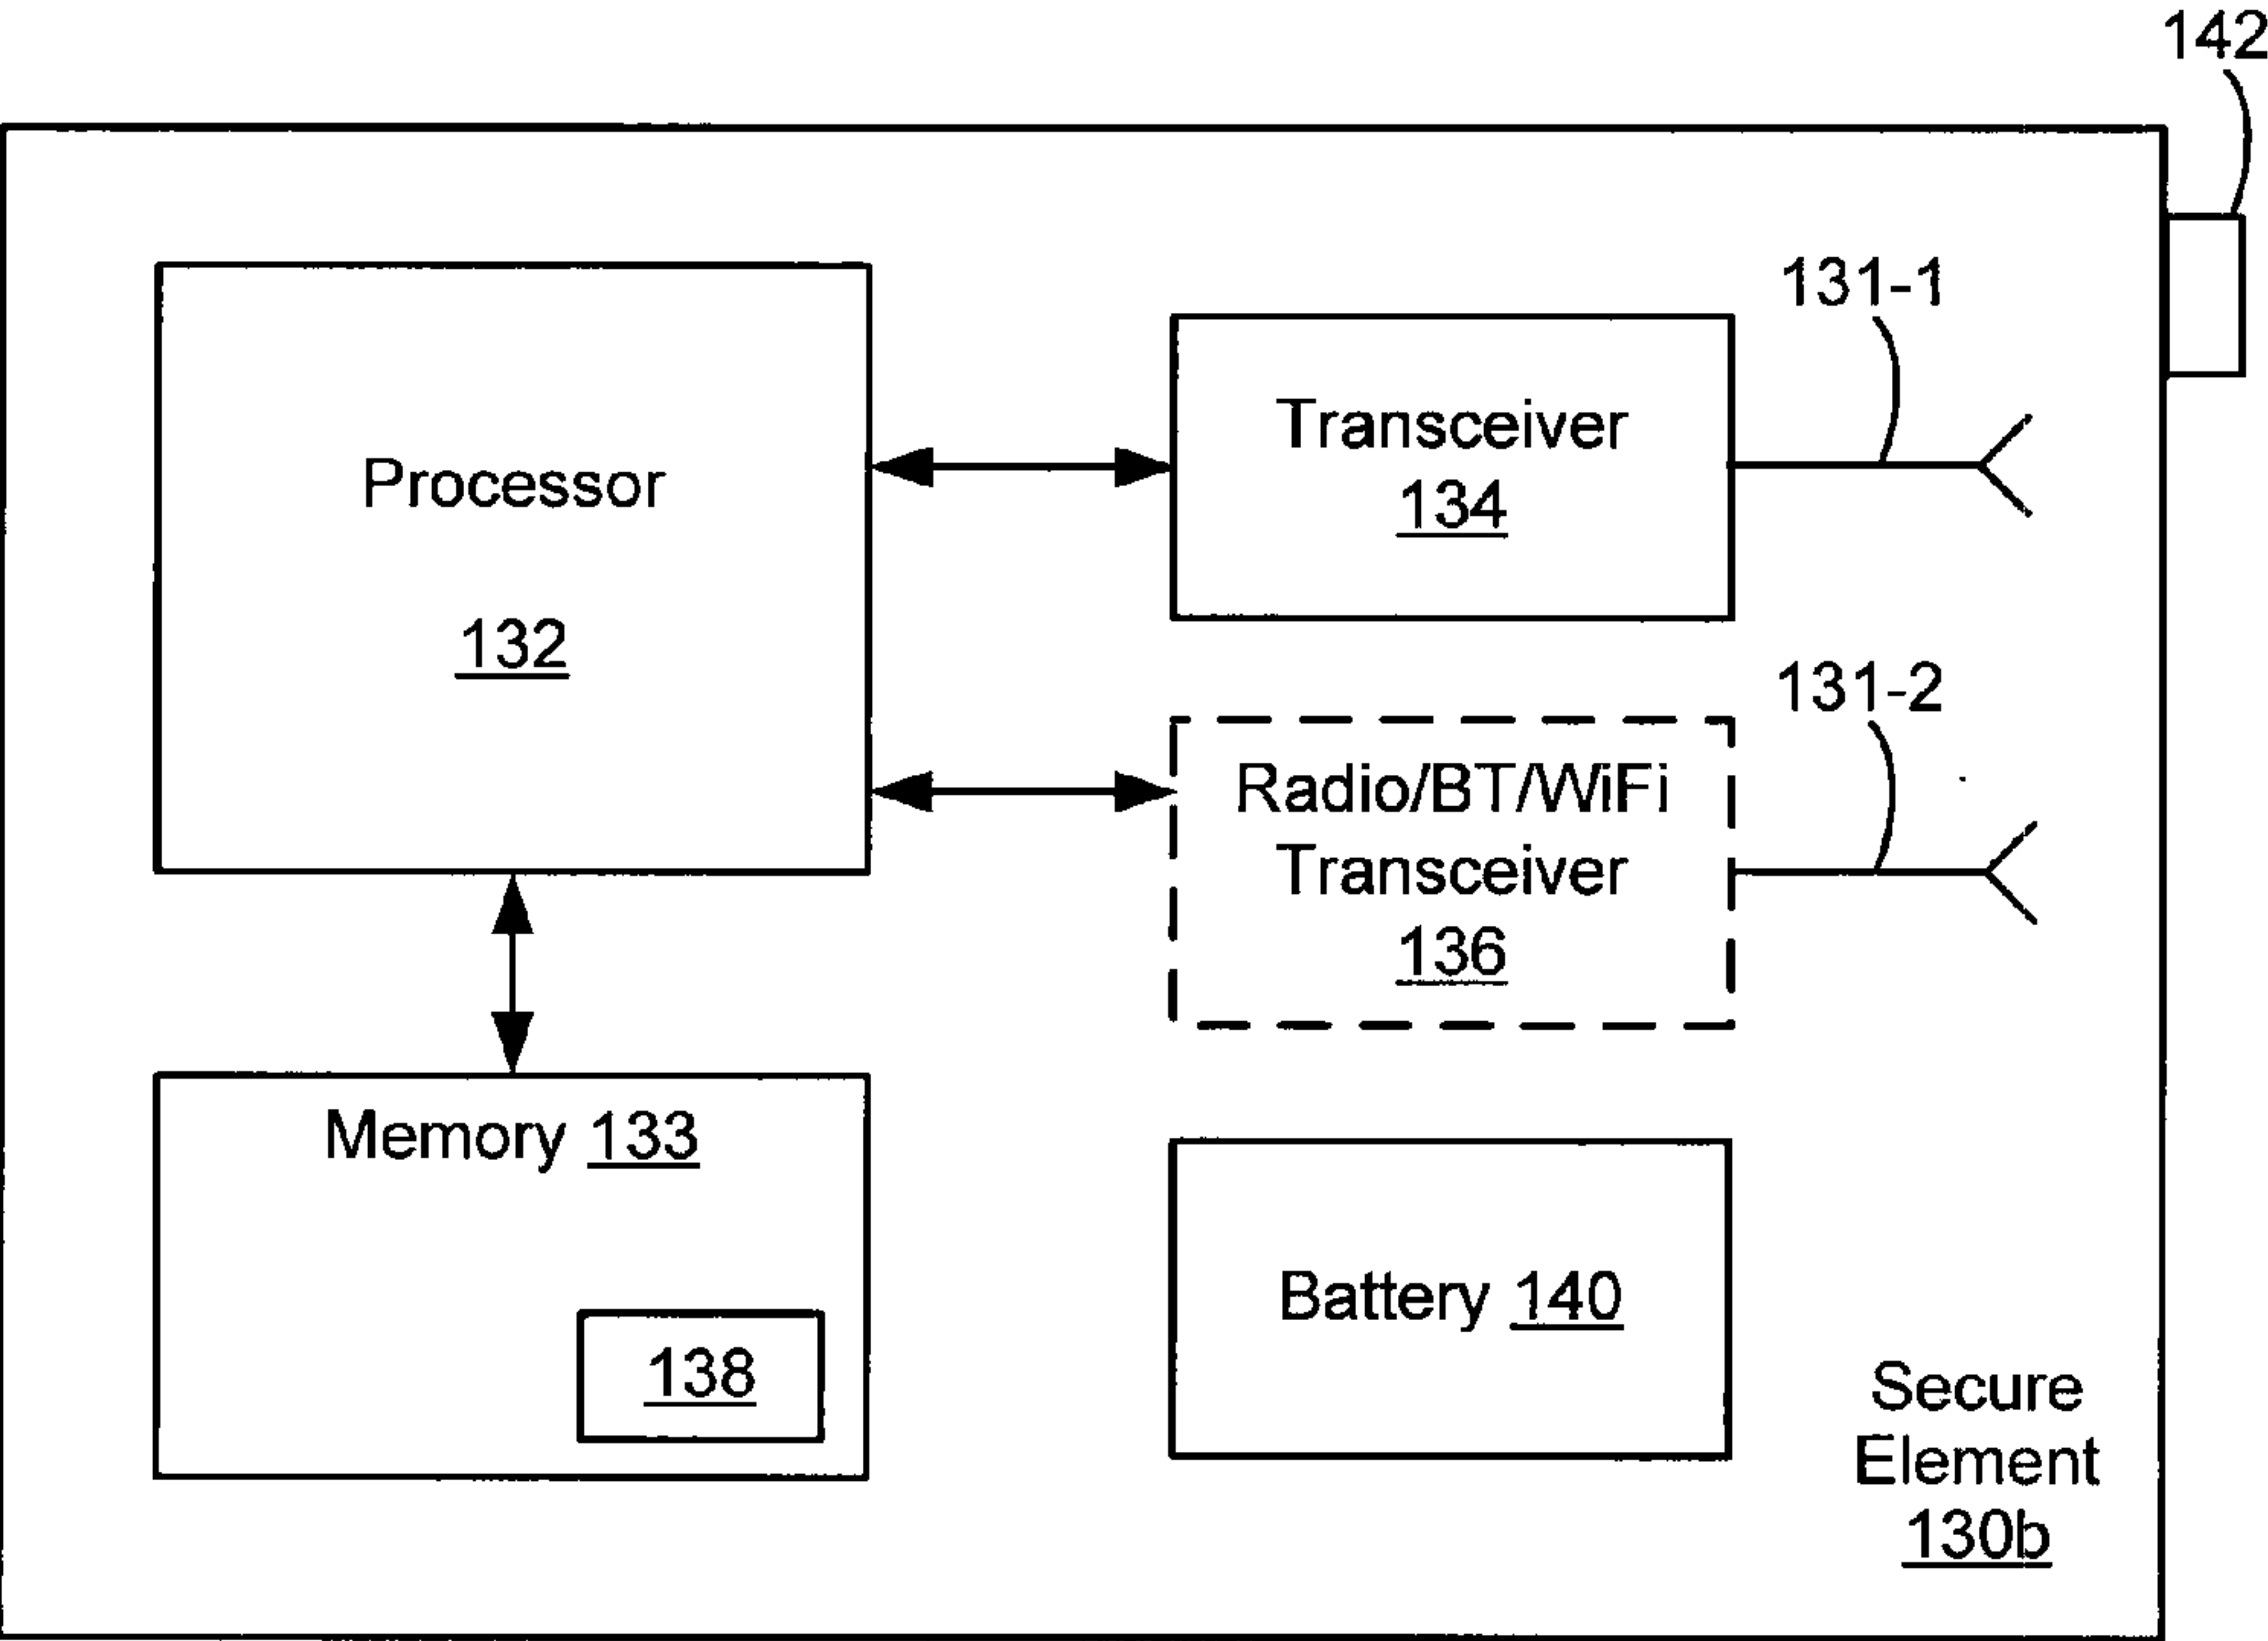 142
131-1
Transceiver
134
Processor
132
131-2
Radio/BT/WiFi
Transceiver
136
Memory 133
138
Battery 140
Secure
Element
130b